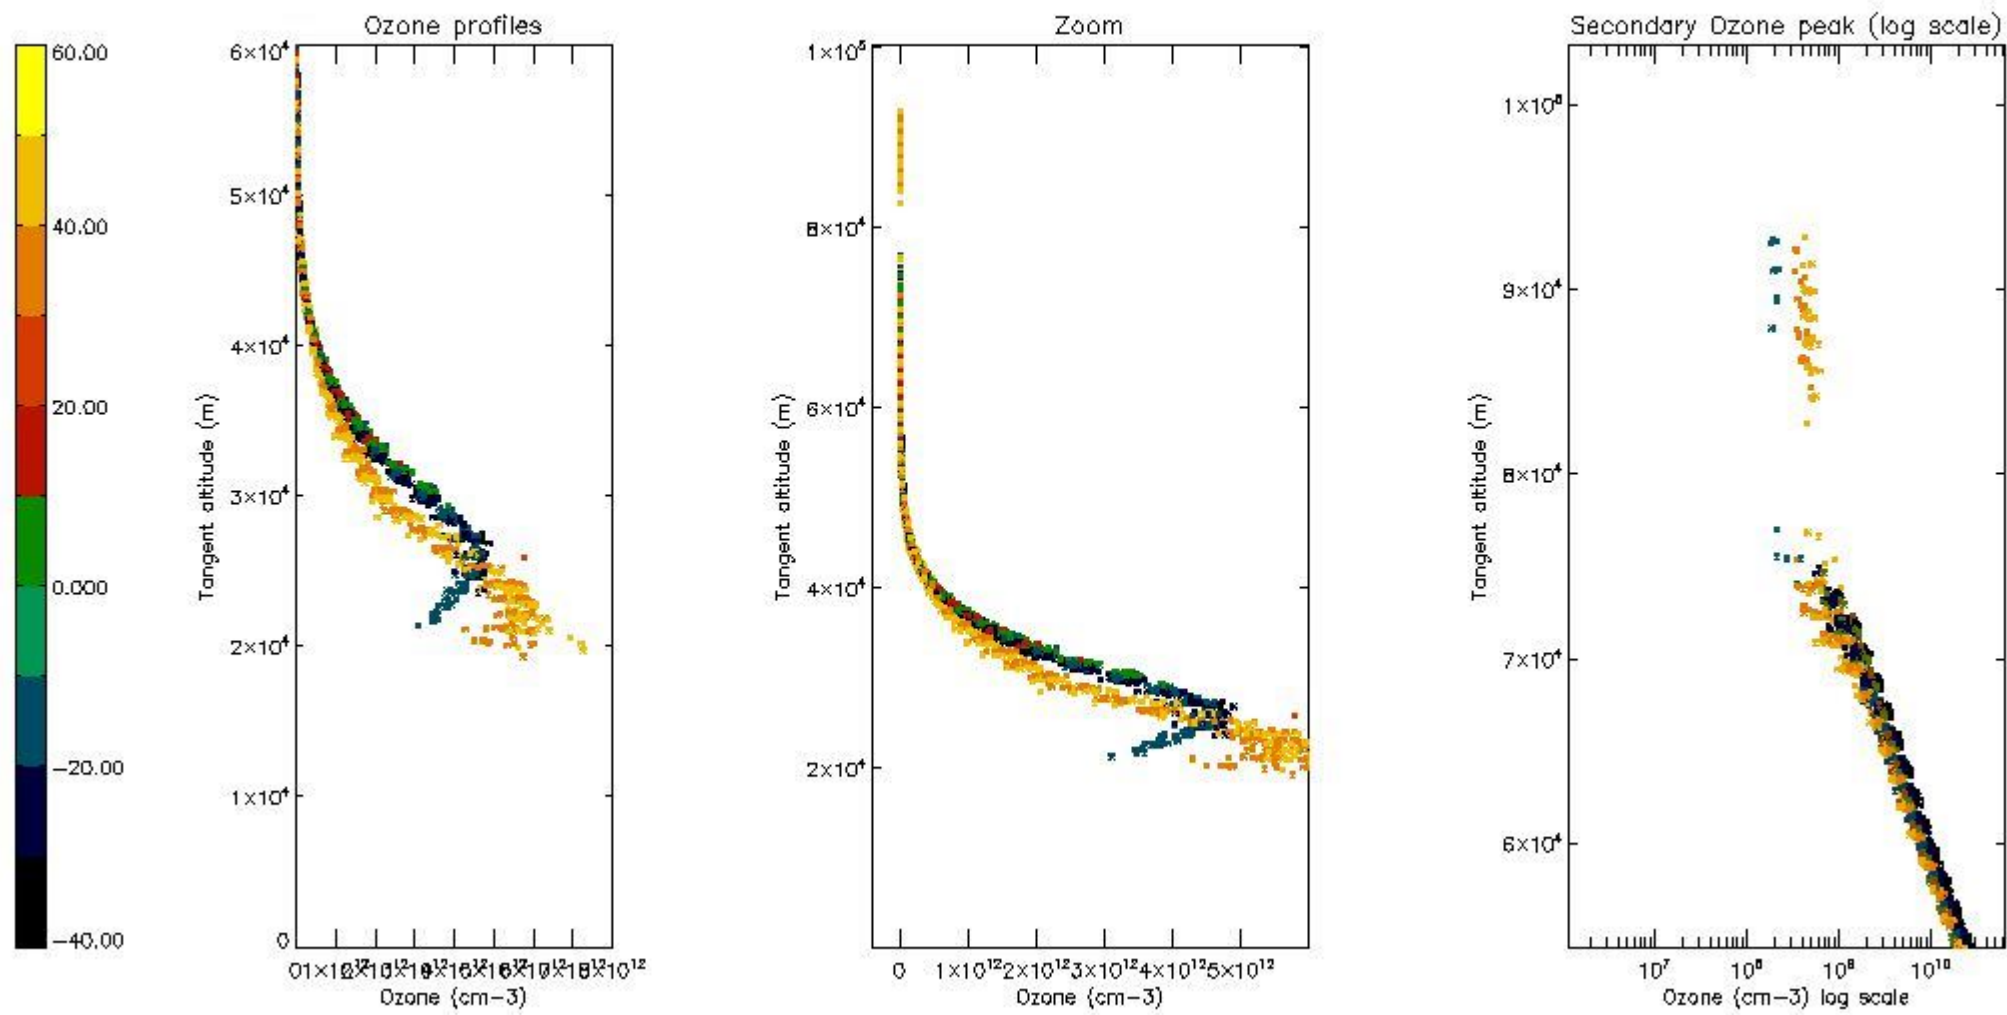 Ozone profiles
Zoom
Secondary Ozone peak (log scale)
60.00
40.00
20.00
0.000
−20.00
−40.00
6×10⁴
5×10⁴
4×10⁴
3×10⁴
2×10⁴
1×10⁴
0
Tangent altitude (m)
Ozone (cm−3)
1×10⁵
8×10⁴
6×10⁴
4×10⁴
2×10⁴
Tangent altitude (m)
0 1×10¹² 2×10¹² 3×10¹² 4×10¹² 5×10¹²
Ozone (cm−3)
9×10⁴
8×10⁴
7×10⁴
6×10⁴
Tangent altitude (m)
10⁷ 10⁸ 10⁹ 10¹⁰
Ozone (cm−3) log scale